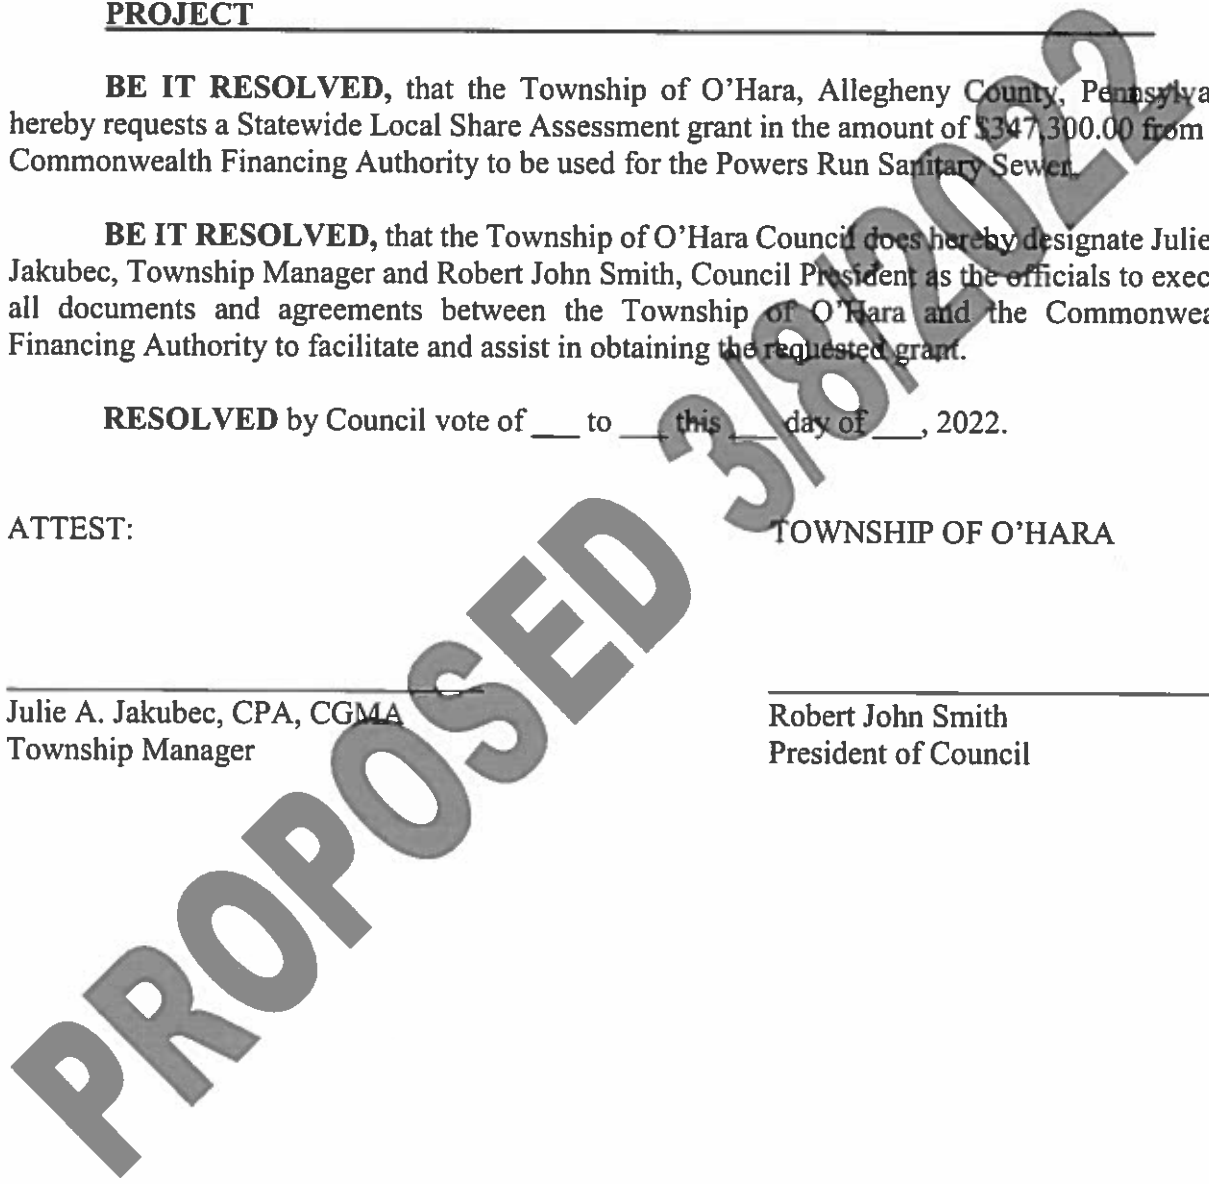 PROJECT
BE IT RESOLVED, that the Township of O'Hara, Allegheny County, Pennsylva
hereby requests a Statewide Local Share Assessment grant in the amount of $347,300.00 from
Commonwealth Financing Authority to be used for the Powers Run Sanitary Sewer.
BE IT RESOLVED, that the Township of O'Hara Council does hereby designate Julie
Jakubec, Township Manager and Robert John Smith, Council President as the officials to exec
all documents and agreements between the Township of O'Hara and the Commonwea
Financing Authority to facilitate and assist in obtaining the requested grant.
RESOLVED by Council vote of ___ to ___ this ___ day of ___, 2022.
ATTEST:
TOWNSHIP OF O'HARA
Julie A. Jakubec, CPA, CGMA
Township Manager
Robert John Smith
President of Council
PROPOSED 3/8/2022